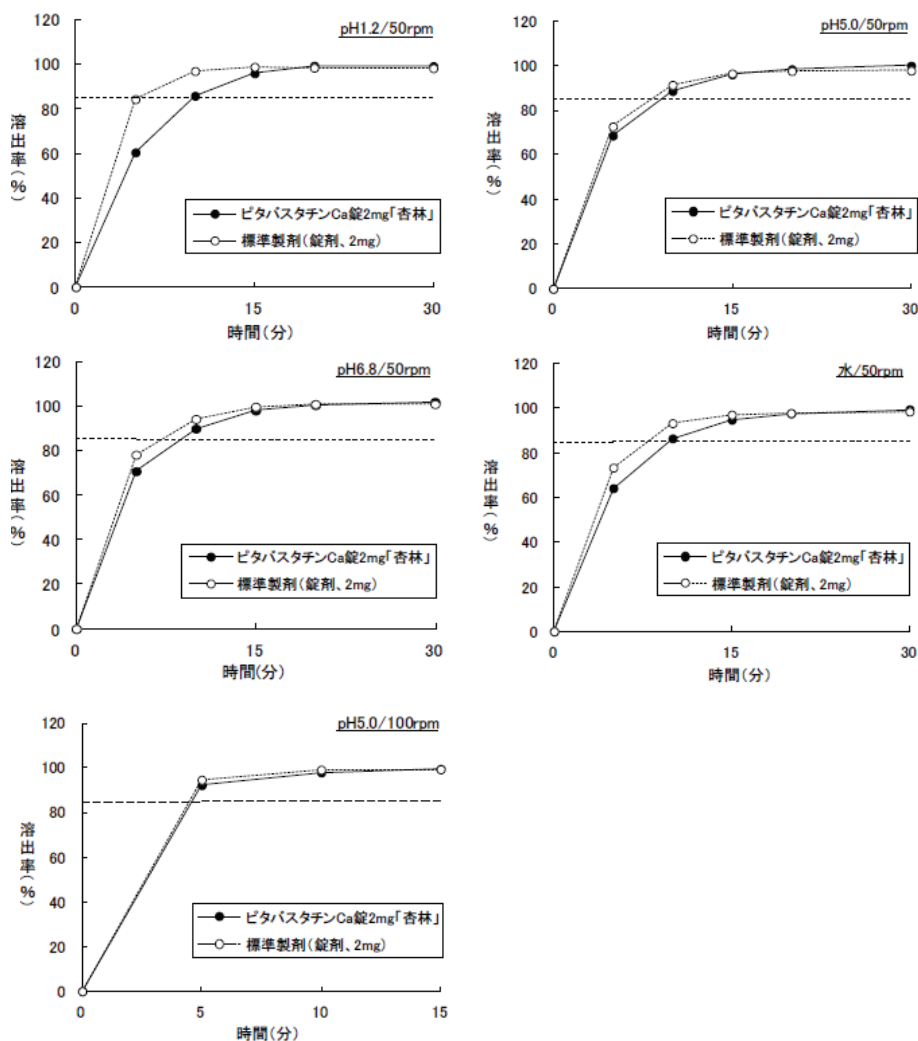 pH1.2/50rpm
120
100
80
60
40
20
0
溶出率(%)
ピタバスタチンCa錠2mg「杏林」
標準製剤(錠剤、2mg)
0 15 30
時間(分)
pH5.0/50rpm
120
100
80
60
40
20
0
溶出率(%)
ピタバスタチンCa錠2mg「杏林」
標準製剤(錠剤、2mg)
0 15 30
時間(分)
pH6.8/50rpm
120
100
80
60
40
20
0
溶出率(%)
ピタバスタチンCa錠2mg「杏林」
標準製剤(錠剤、2mg)
0 15 30
時間(分)
水/50rpm
120
100
80
60
40
20
0
溶出率(%)
ピタバスタチンCa錠2mg「杏林」
標準製剤(錠剤、2mg)
0 15 30
時間(分)
pH5.0/100rpm
120
100
80
60
40
20
0
溶出率(%)
ピタバスタチンCa錠2mg「杏林」
標準製剤(錠剤、2mg)
0 5 10 15
時間(分)